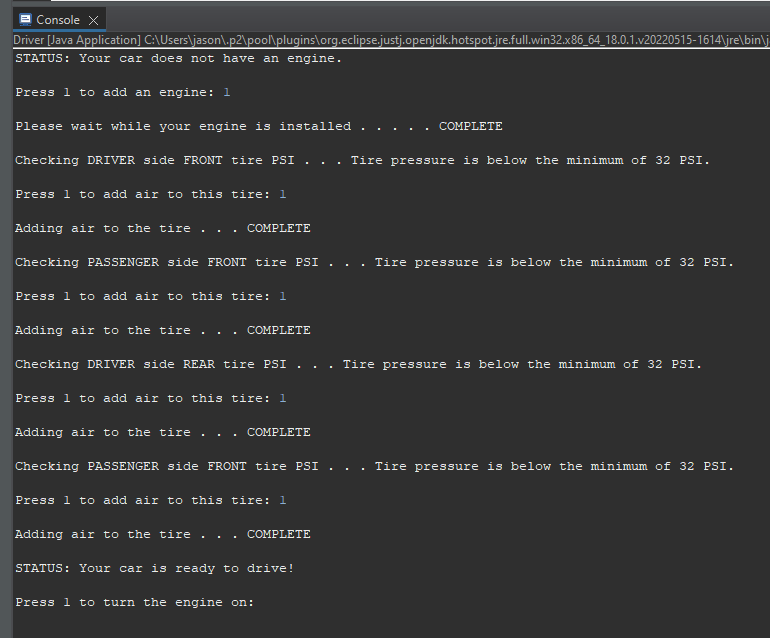 Console
Driver [Java Application] C:\Users\jason\.p2\pool\plugins\org.eclipse.justj.openjdk.hotspot.jre.full.win32.x86_64_18.0.1.v20220515-1614\jre\bin\j
STATUS: Your car does not have an engine.
Press 1 to add an engine: 1
Please wait while your engine is installed . . . . . COMPLETE
Checking DRIVER side FRONT tire PSI . . . Tire pressure is below the minimum of 32 PSI.
Press 1 to add air to this tire: 1
Adding air to the tire . . . COMPLETE
Checking PASSENGER side FRONT tire PSI . . . Tire pressure is below the minimum of 32 PSI.
Press 1 to add air to this tire: 1
Adding air to the tire . . . COMPLETE
Checking DRIVER side REAR tire PSI . . . Tire pressure is below the minimum of 32 PSI.
Press 1 to add air to this tire: 1
Adding air to the tire . . . COMPLETE
Checking PASSENGER side FRONT tire PSI . . . Tire pressure is below the minimum of 32 PSI.
Press 1 to add air to this tire: 1
Adding air to the tire . . . COMPLETE
STATUS: Your car is ready to drive!
Press 1 to turn the engine on: